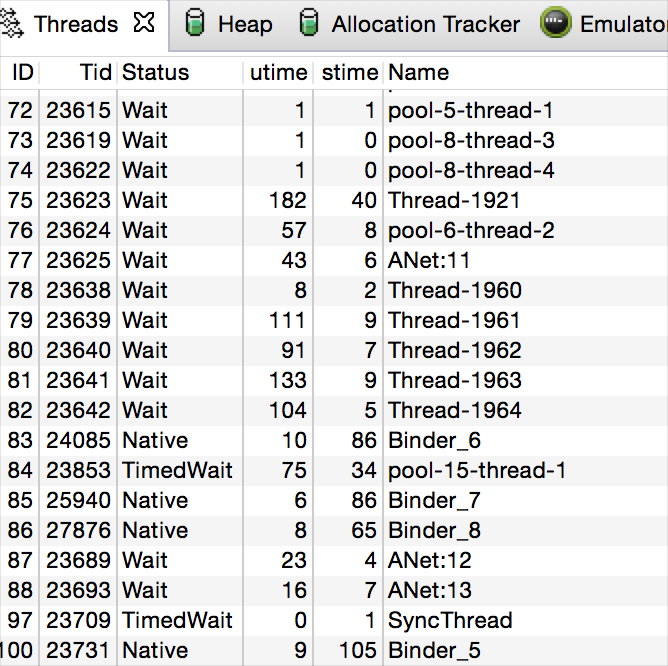 Threads Heap Allocation Tracker Emulato
ID Tid Status utime stime Name
72 23615 Wait 1 1 pool-5-thread-1
73 23619 Wait 1 0 pool-8-thread-3
74 23622 Wait 1 0 pool-8-thread-4
75 23623 Wait 182 40 Thread-1921
76 23624 Wait 57 8 pool-6-thread-2
77 23625 Wait 43 6 ANet:11
78 23638 Wait 8 2 Thread-1960
79 23639 Wait 111 9 Thread-1961
80 23640 Wait 91 7 Thread-1962
81 23641 Wait 133 9 Thread-1963
82 23642 Wait 104 5 Thread-1964
83 24085 Native 10 86 Binder_6
84 23853 TimedWait 75 34 pool-15-thread-1
85 25940 Native 6 86 Binder_7
86 27876 Native 8 65 Binder_8
87 23689 Wait 23 4 ANet:12
88 23693 Wait 16 7 ANet:13
97 23709 TimedWait 0 1 SyncThread
100 23731 Native 9 105 Binder_5